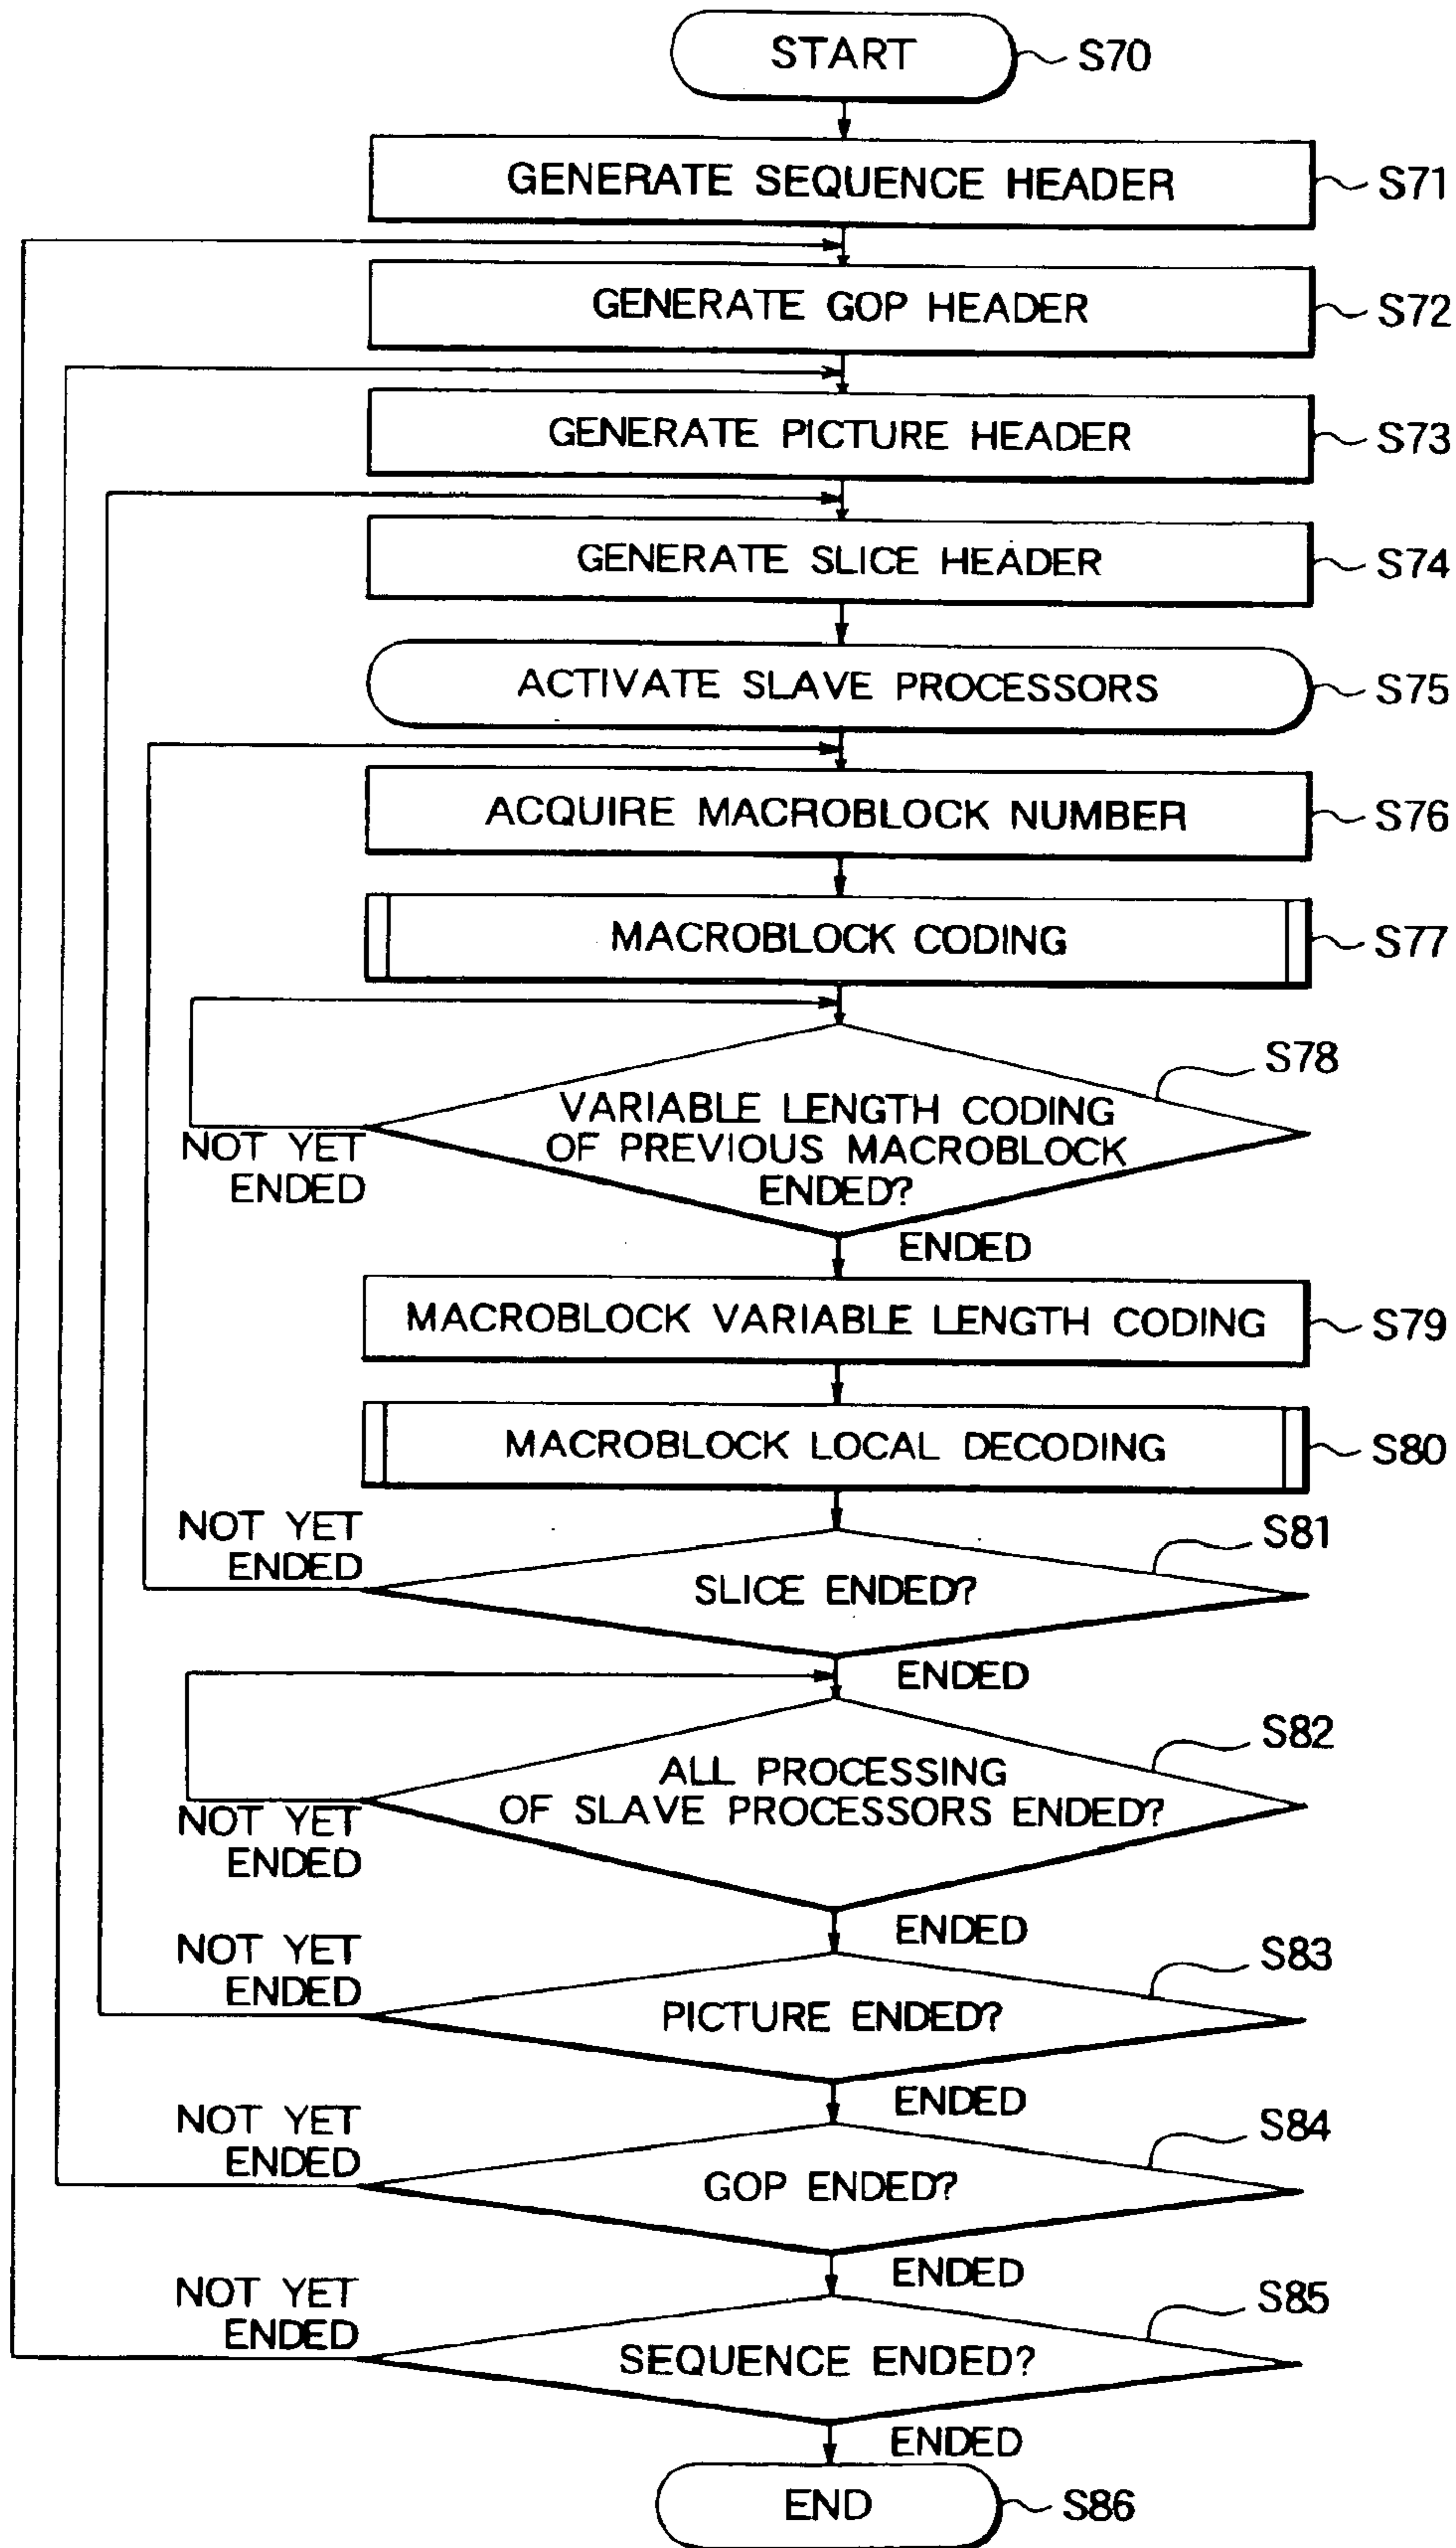 START
S70
GENERATE SEQUENCE HEADER
S71
GENERATE GOP HEADER
S72
GENERATE PICTURE HEADER
S73
GENERATE SLICE HEADER
S74
ACTIVATE SLAVE PROCESSORS
S75
ACQUIRE MACROBLOCK NUMBER
S76
MACROBLOCK CODING
S77
S78
VARIABLE LENGTH CODING
OF PREVIOUS MACROBLOCK
ENDED?
NOT YET
ENDED
ENDED
MACROBLOCK VARIABLE LENGTH CODING
S79
MACROBLOCK LOCAL DECODING
S80
NOT YET
ENDED
S81
SLICE ENDED?
ENDED
S82
ALL PROCESSING
OF SLAVE PROCESSORS ENDED?
NOT YET
ENDED
ENDED
NOT YET
ENDED
S83
PICTURE ENDED?
ENDED
NOT YET
ENDED
S84
GOP ENDED?
ENDED
NOT YET
ENDED
S85
SEQUENCE ENDED?
ENDED
END
S86